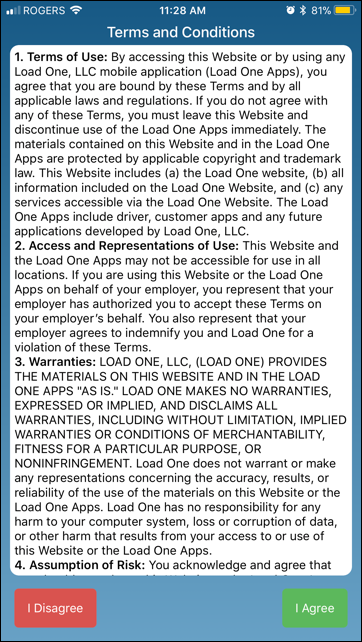 ROGERS 11:28 AM 81%
Terms and Conditions
1. Terms of Use: By accessing this Website or by using any
Load One, LLC mobile application (Load One Apps), you
agree that you are bound by these Terms and by all
applicable laws and regulations. If you do not agree with
any of these Terms, you must leave this Website and
discontinue use of the Load One Apps immediately. The
materials contained on this Website and in the Load One
Apps are protected by applicable copyright and trademark
law. This Website includes (a) the Load One website, (b) all
information included on the Load One Website, and (c) any
services accessible via the Load One Website. The Load
One Apps include driver, customer apps and any future
applications developed by Load One, LLC.
2. Access and Representations of Use: This Website and
the Load One Apps may not be accessible for use in all
locations. If you are using this Website or the Load One
Apps on behalf of your employer, you represent that your
employer has authorized you to accept these Terms on
your employer's behalf. You also represent that your
employer agrees to indemnify you and Load One for a
violation of these Terms.
3. Warranties: LOAD ONE, LLC, (LOAD ONE) PROVIDES
THE MATERIALS ON THIS WEBSITE AND IN THE LOAD
ONE APPS "AS IS." LOAD ONE MAKES NO WARRANTIES,
EXPRESSED OR IMPLIED, AND DISCLAIMS ALL
WARRANTIES, INCLUDING WITHOUT LIMITATION, IMPLIED
WARRANTIES OR CONDITIONS OF MERCHANTABILITY,
FITNESS FOR A PARTICULAR PURPOSE, OR
NONINFRINGEMENT. Load One does not warrant or make
any representations concerning the accuracy, results, or
reliability of the use of the materials on this Website or the
Load One Apps. Load One has no responsibility for any
harm to your computer system, loss or corruption of data,
or other harm that results from your access to or use of
this Website or the Load One Apps.
4. Assumption of Risk: You acknowledge and agree that
I Disagree
I Agree